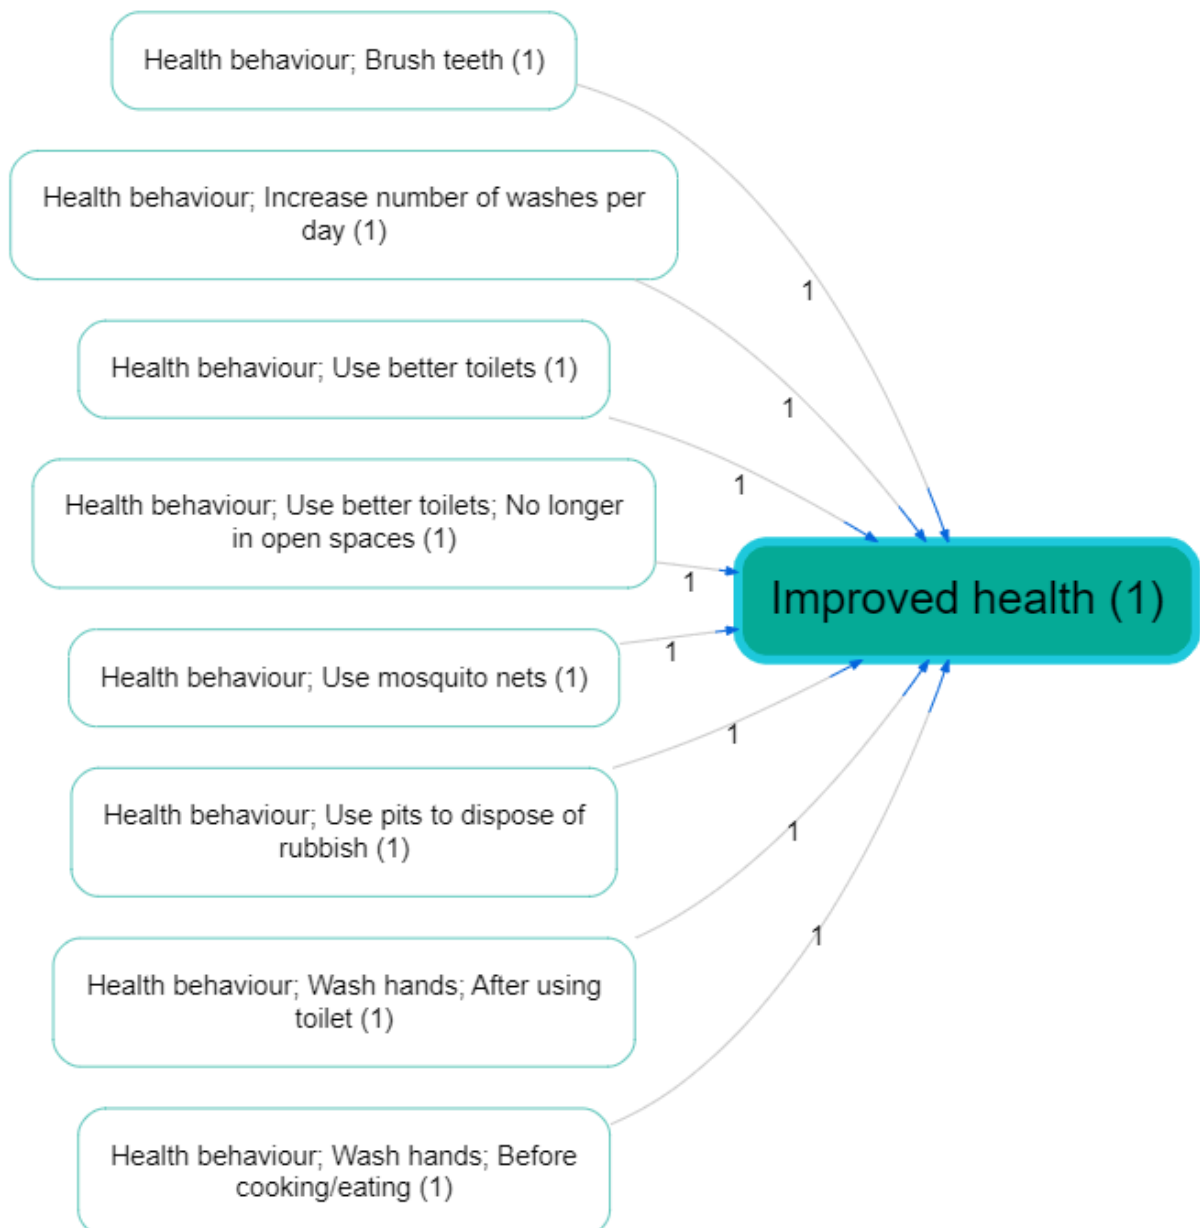 Health behaviour; Brush teeth (1)
Health behaviour; Increase number of washes per
day (1)
1
1
Health behaviour; Use better toilets (1)
1
Health behaviour; Use better toilets; No longer
in open spaces (1)
1
Improved health (1)
1
Health behaviour; Use mosquito nets (1)
1
Health behaviour; Use pits to dispose of
rubbish (1)
1
Health behaviour; Wash hands; After using
toilet (1)
1
Health behaviour; Wash hands; Before
cooking/eating (1)